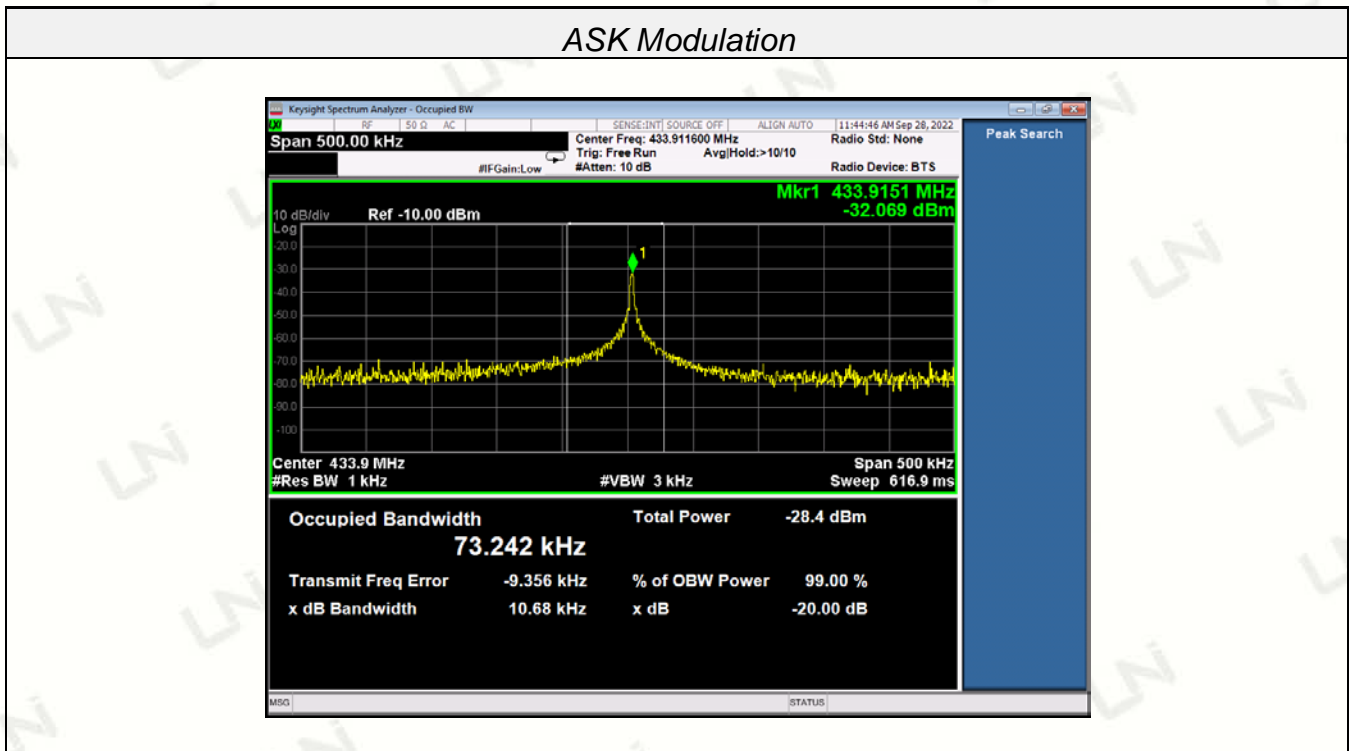 ASK Modulation
Keysight Spectrum Analyzer - Occupied BW
RF 50 Ω AC SENSE:INT SOURCE OFF ALIGN AUTO 11:44:46 AM Sep 28, 2022
Span 500.00 kHz
Center Freq: 433.911600 MHz Radio Std: None
Trig: Free Run Avg|Hold:>10/10
#IFGain:Low #Atten: 10 dB Radio Device: BTS
Peak Search
Mkr1 433.9151 MHz
-32.069 dBm
10 dB/div Ref -10.00 dBm
Log
-20.0
-30.0
-40.0
-50.0
-60.0
-70.0
-80.0
-90.0
-100
1
Center 433.9 MHz Span 500 kHz
#Res BW 1 kHz #VBW 3 kHz Sweep 616.9 ms
Occupied Bandwidth Total Power -28.4 dBm
73.242 kHz
Transmit Freq Error -9.356 kHz % of OBW Power 99.00 %
x dB Bandwidth 10.68 kHz x dB -20.00 dB
MSG STATUS
LNi